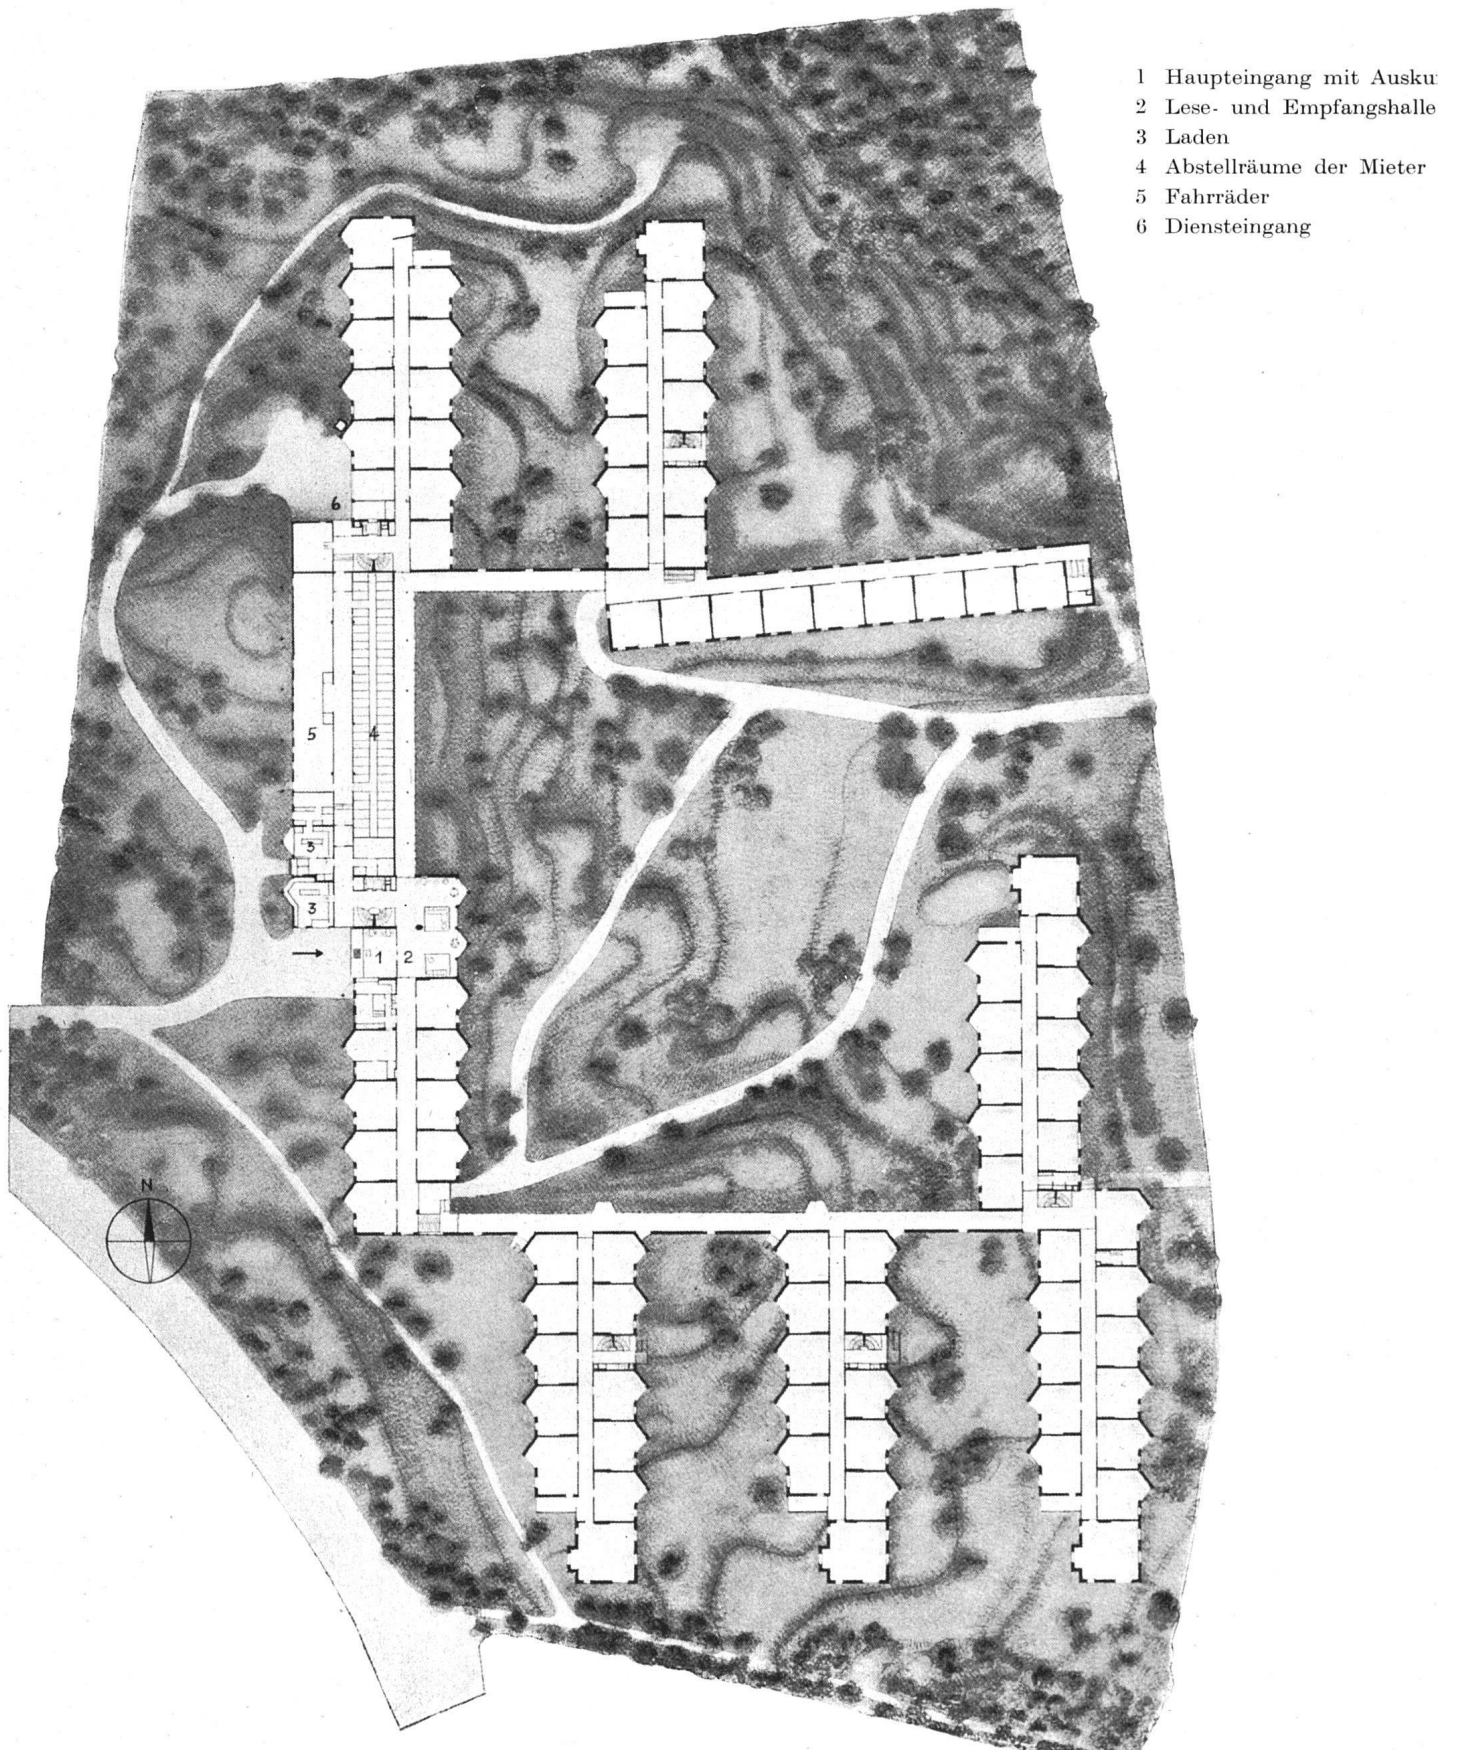 1 Haupteingang mit
2 Lese- und Empfangshalle
3 Laden
4 Abstellräume der Mieter
5 Fahrräder
6 Diensteingang
6
5
4
3
3
1 2
N